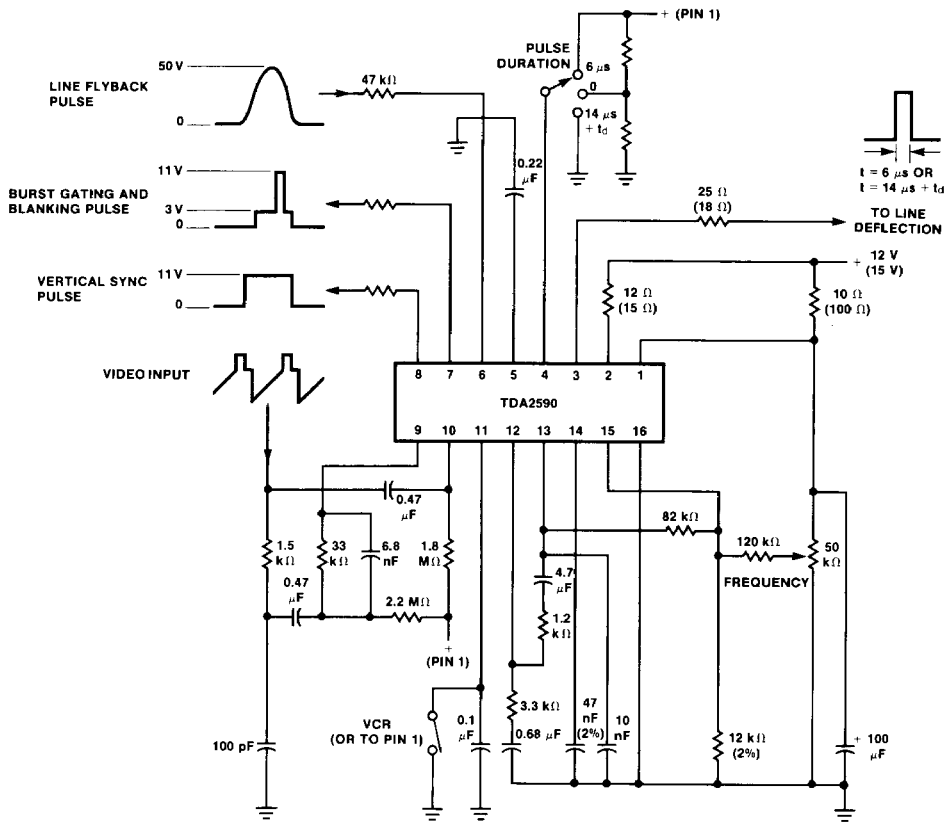 + (PIN 1)
PULSE
DURATION
6 μs
0
14 μs
+ td
50 V
LINE FLYBACK
PULSE
0
47 kΩ
0.22
μF
t = 6 μs OR
t = 14 μs + td
11 V
BURST GATING AND
BLANKING PULSE
3 V
0
25 Ω
(18 Ω)
TO LINE
DEFLECTION
+ 12 V
(15 V)
11 V
VERTICAL SYNC
PULSE
0
12 Ω
(15 Ω)
10 Ω
(100 Ω)
VIDEO INPUT
8 7 6 5 4 3 2 1
TDA2590
9 10 11 12 13 14 15 16
0.47
μF
82 kΩ
1.5
kΩ
33
kΩ
6.8
nF
1.8
MΩ
120 kΩ
50
kΩ
FREQUENCY
4.7
μF
0.47
μF
2.2 MΩ
1.2
kΩ
+
(PIN 1)
3.3 kΩ
47
nF
(2%)
10
nF
VCR
(OR TO PIN 1)
0.1
μF
0.68 μF
100 pF
12 kΩ
(2%)
+ 100
μF